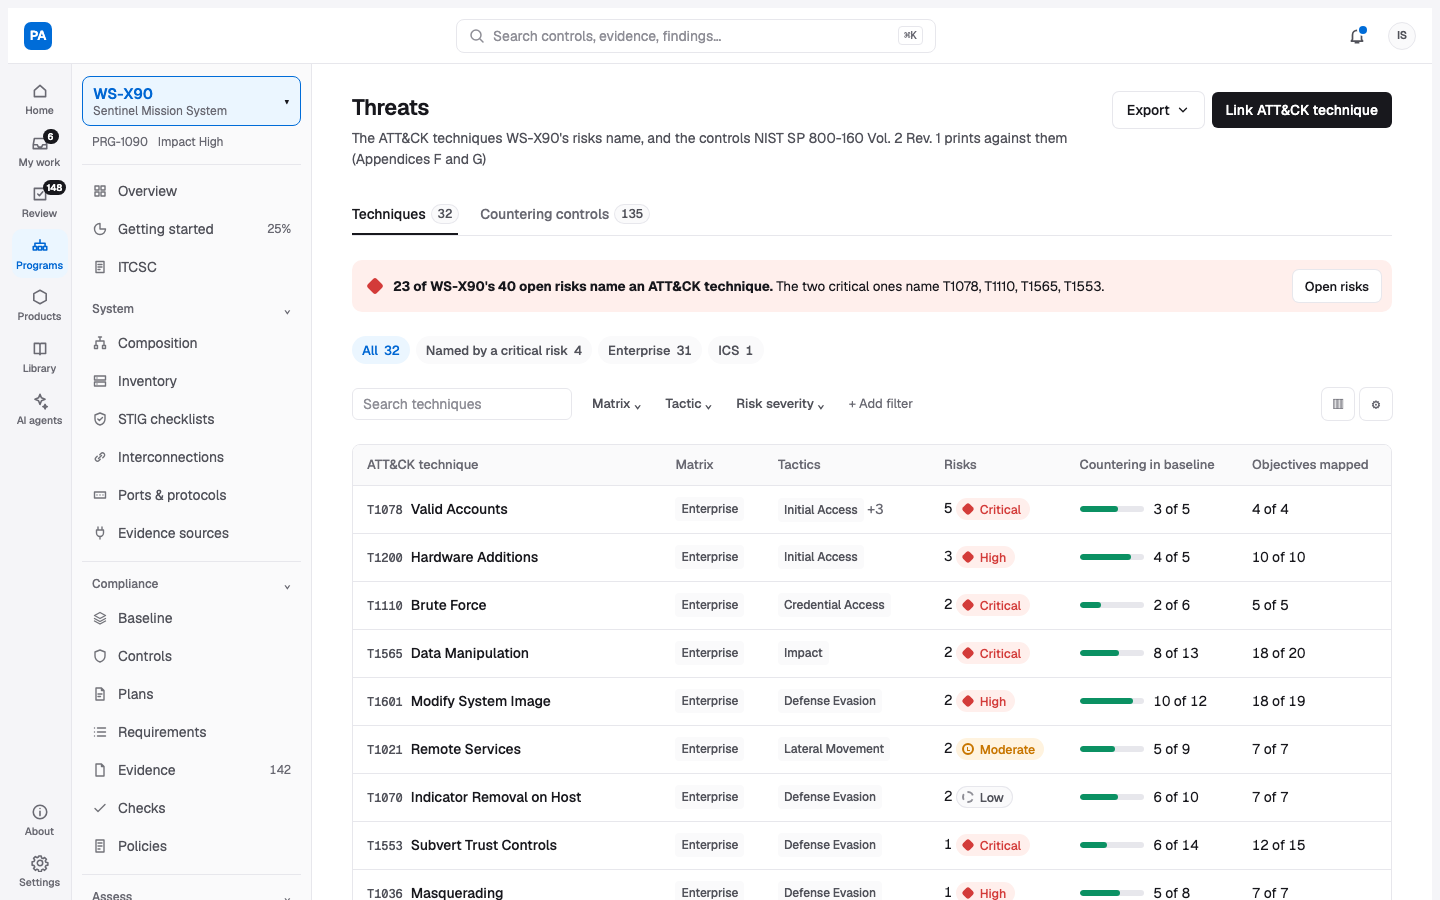 PA
Search controls, evidence, findings...
⌘K
IS
Home
6
My work
148
Review
Programs
Products
Library
AI agents
About
Settings
WS-X90
Sentinel Mission System
PRG-1090 Impact High
Overview
Getting started 25%
ITCSC
System
Composition
Inventory
STIG checklists
Interconnections
Ports & protocols
Evidence sources
Compliance
Baseline
Controls
Plans
Requirements
Evidence 142
Checks
Policies
Assess
Threats
The ATT&CK techniques WS-X90's risks name, and the controls NIST SP 800-160 Vol. 2 Rev. 1 prints against them
(Appendices F and G)
Export
Link ATT&CK technique
Techniques 32 Countering controls 135
23 of WS-X90's 40 open risks name an ATT&CK technique. The two critical ones name T1078, T1110, T1565, T1553.
Open risks
All 32 Named by a critical risk 4 Enterprise 31 ICS 1
Search techniques Matrix Tactic Risk severity + Add filter
ATT&CK technique Matrix Tactics Risks Countering in baseline Objectives mapped
T1078 Valid Accounts Enterprise Initial Access +3 5 Critical 3 of 5 4 of 4
T1200 Hardware Additions Enterprise Initial Access 3 High 4 of 5 10 of 10
T1110 Brute Force Enterprise Credential Access 2 Critical 2 of 6 5 of 5
T1565 Data Manipulation Enterprise Impact 2 Critical 8 of 13 18 of 20
T1601 Modify System Image Enterprise Defense Evasion 2 High 10 of 12 18 of 19
T1021 Remote Services Enterprise Lateral Movement 2 Moderate 5 of 9 7 of 7
T1070 Indicator Removal on Host Enterprise Defense Evasion 2 Low 6 of 10 7 of 7
T1553 Subvert Trust Controls Enterprise Defense Evasion 1 Critical 6 of 14 12 of 15
T1036 Masquerading Enterprise Defense Evasion 1 High 5 of 8 7 of 7